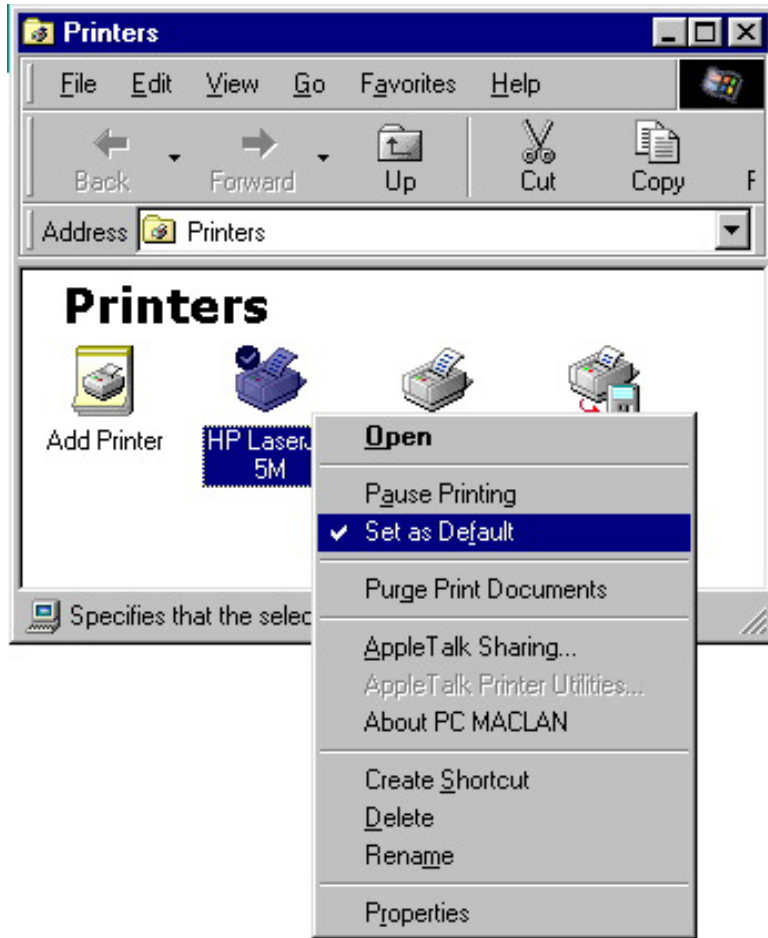 Printers
File Edit View Go Favorites Help
Back Forward Up Cut Copy
Address Printers
Printers
Add Printer
HP LaserJ
5M
Open
Pause Printing
Set as Default
Purge Print Documents
AppleTalk Sharing...
AppleTalk Printer Utilities...
About PC MACLAN
Create Shortcut
Delete
Rename
Properties
Specifies that the selec